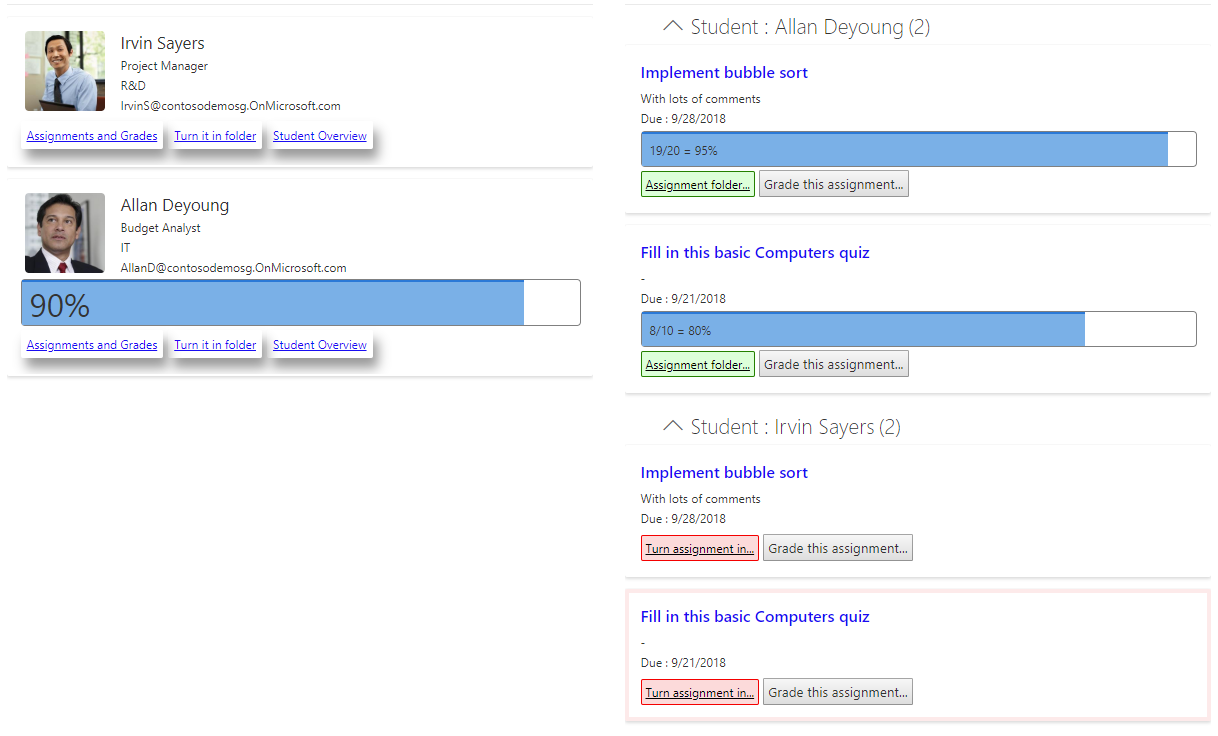 Irvin Sayers
Project Manager
R&D
IrvinS@contosodemosg.OnMicrosoft.com
Assignments and Grades Turn it in folder Student Overview
Allan Deyoung
Budget Analyst
IT
AllanD@contosodemosg.OnMicrosoft.com
90%
Assignments and Grades Turn it in folder Student Overview
Student : Allan Deyoung (2)
Implement bubble sort
With lots of comments
Due : 9/28/2018
19/20 = 95%
Assignment folder... Grade this assignment...
Fill in this basic Computers quiz
-
Due : 9/21/2018
8/10 = 80%
Assignment folder... Grade this assignment...
Student : Irvin Sayers (2)
Implement bubble sort
With lots of comments
Due : 9/28/2018
Turn assignment in... Grade this assignment...
Fill in this basic Computers quiz
-
Due : 9/21/2018
Turn assignment in... Grade this assignment...